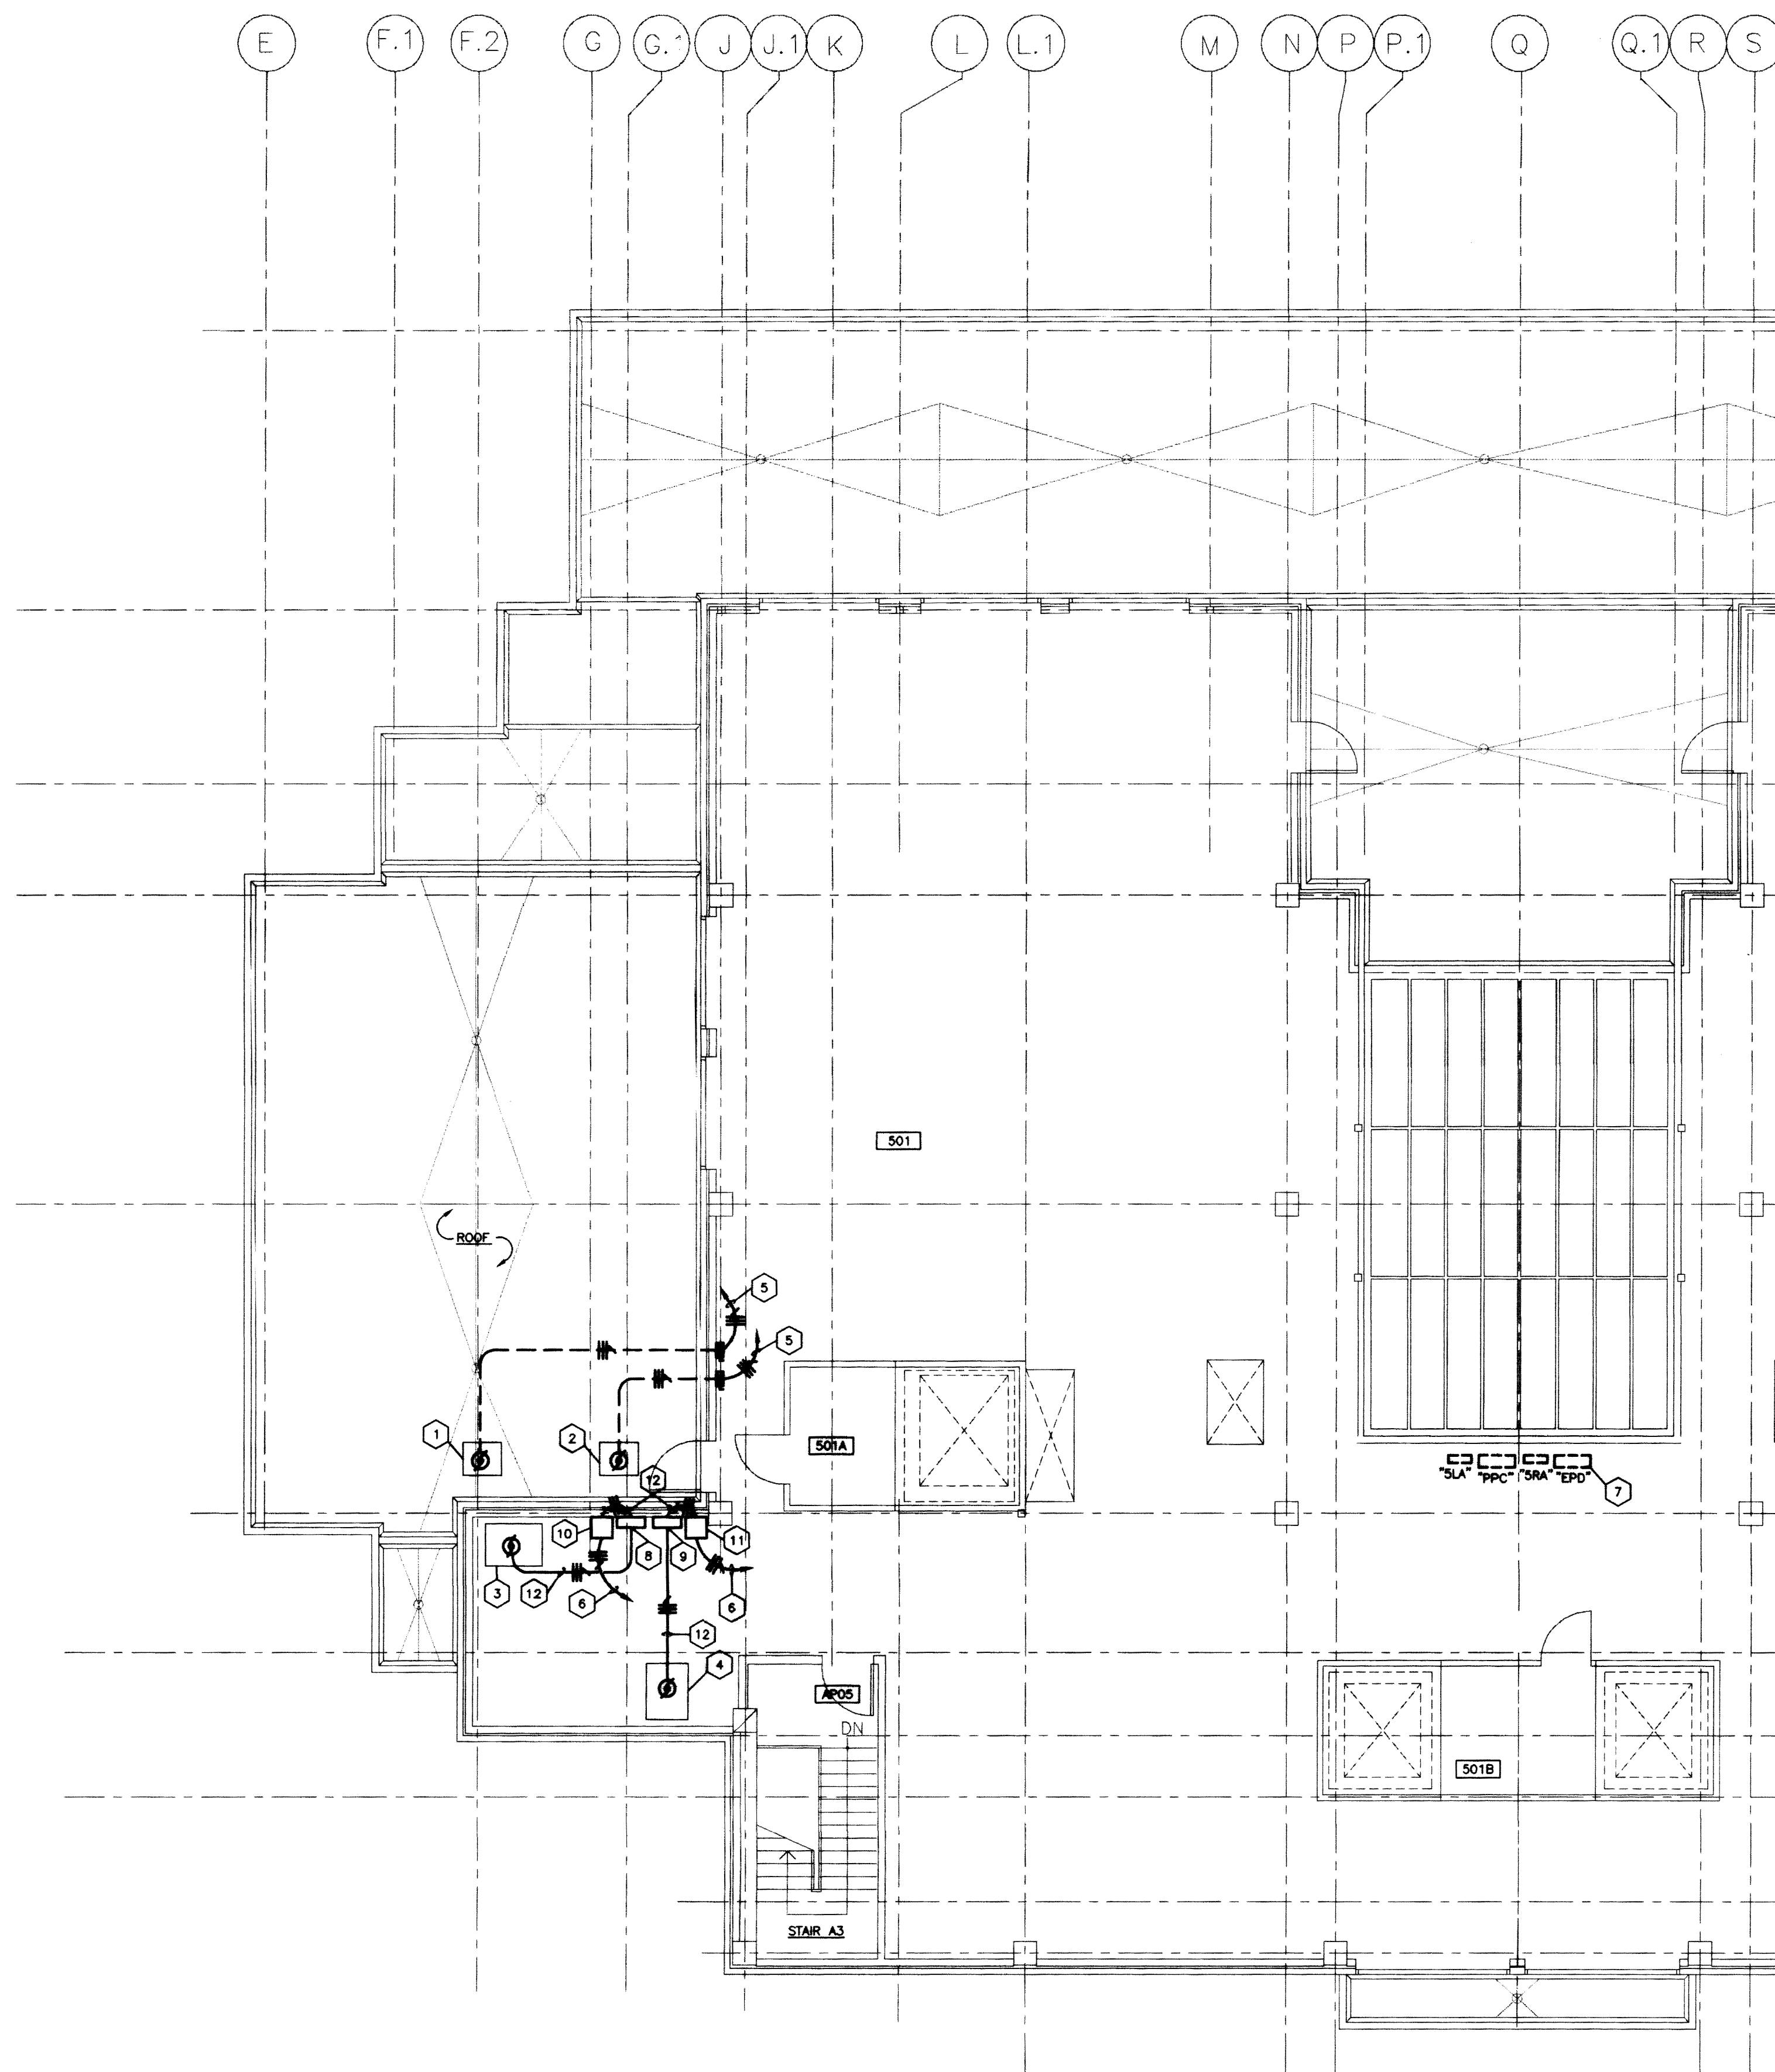 E F.1 F.2 G G.1 J J.1 K L L.1 M N P P.1 Q Q.1 R S
501
ROOF
5
5
1
2
501A
"5LA" "PPC" "5RA" "EPD"
7
12
10
8
9
11
3
12
6
6
12
4
AP05
DN
501B
STAIR A3